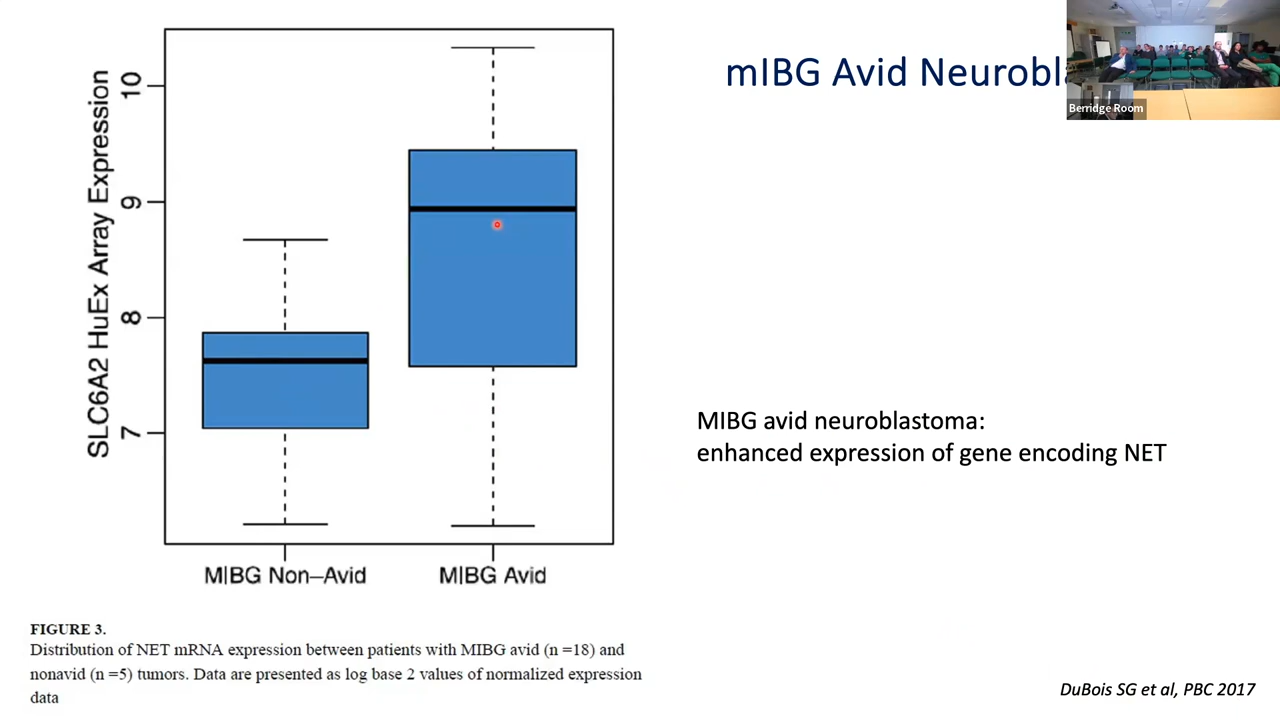 mIBG Avid Neurobl
Berridge Room
SLC6A2 HuEx Array Expression
10
9
8
7
MIBG Non–Avid
MIBG Avid
MIBG avid neuroblastoma:
enhanced expression of gene encoding NET
FIGURE 3.
Distribution of NET mRNA expression between patients with MIBG avid (n =18) and
nonavid (n =5) tumors. Data are presented as log base 2 values of normalized expression
data
DuBois SG et al, PBC 2017